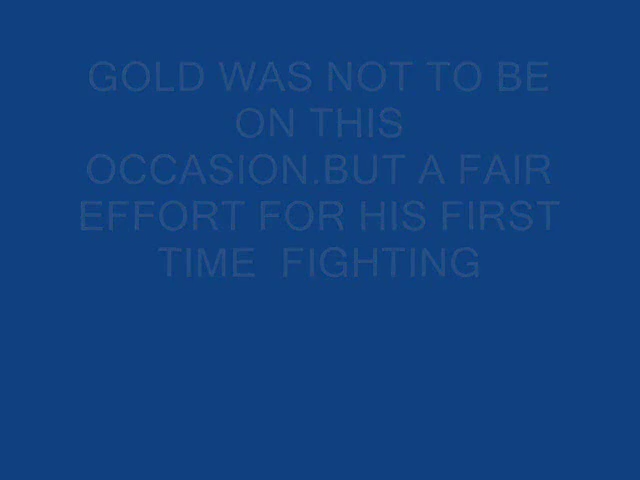 GOLD WAS NOT TO BE
ON THIS
OCCASION.BUT A FAIR
EFFORT FOR HIS FIRST
TIME  FIGHTING